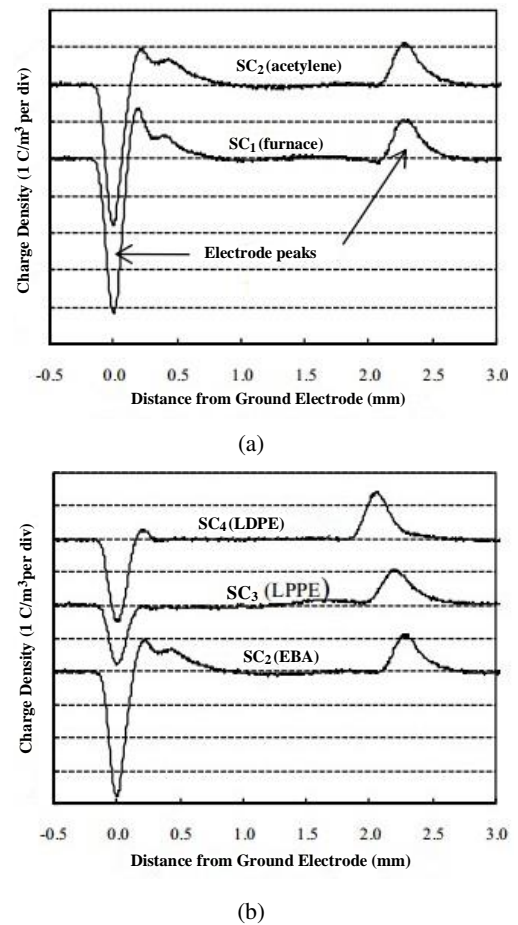 Charge Density (1 C/m³ per div)
SC₂ (acetylene)
SC₁ (furnace)
Electrode peaks
-0.5 0.0 0.5 1.0 1.5 2.0 2.5 3.0
Distance from Ground Electrode (mm)
(a)
Charge Density (1 C/m³per div)
SC₄ (LDPE)
SC₃ (LPPE)
SC₂ (EBA)
-0.5 0.0 0.5 1.0 1.5 2.0 2.5 3.0
Distance from Ground Electrode (mm)
(b)